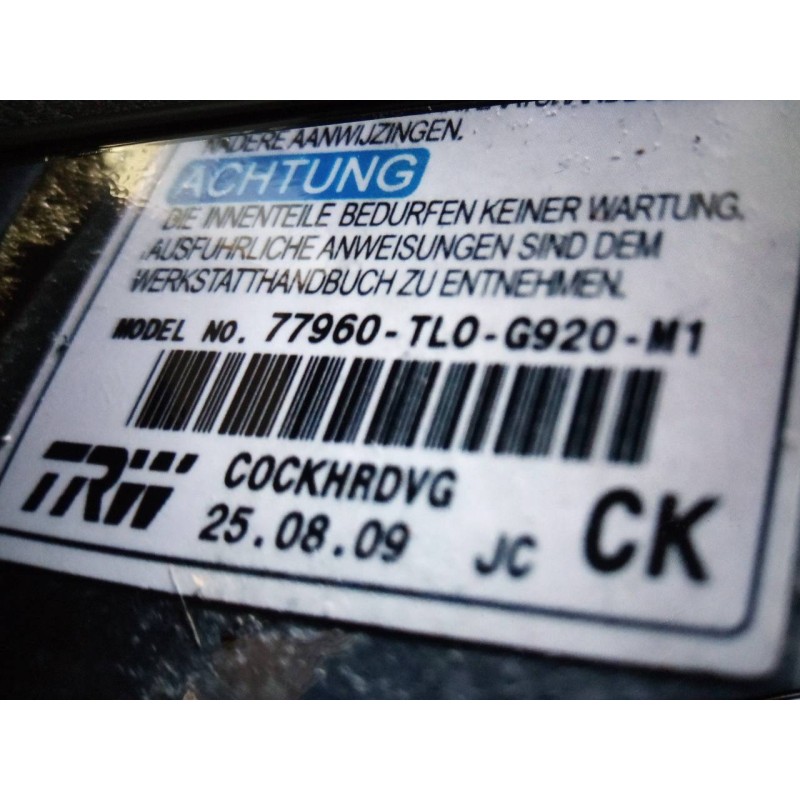 ANDERE AANWIJZINGEN.
ACHTUNG
DIE INNENTEILE BEDURFEN KEINER WARTUNG.
AUSFUHRLICHE ANWEISUNGEN SIND DEM
WERKSTATTHANDBUCH ZU ENTNEHMEN.
MODEL NO. 77960-TL0-G920-M1
TRW COCKHRDVG
25.08.09 JC CK